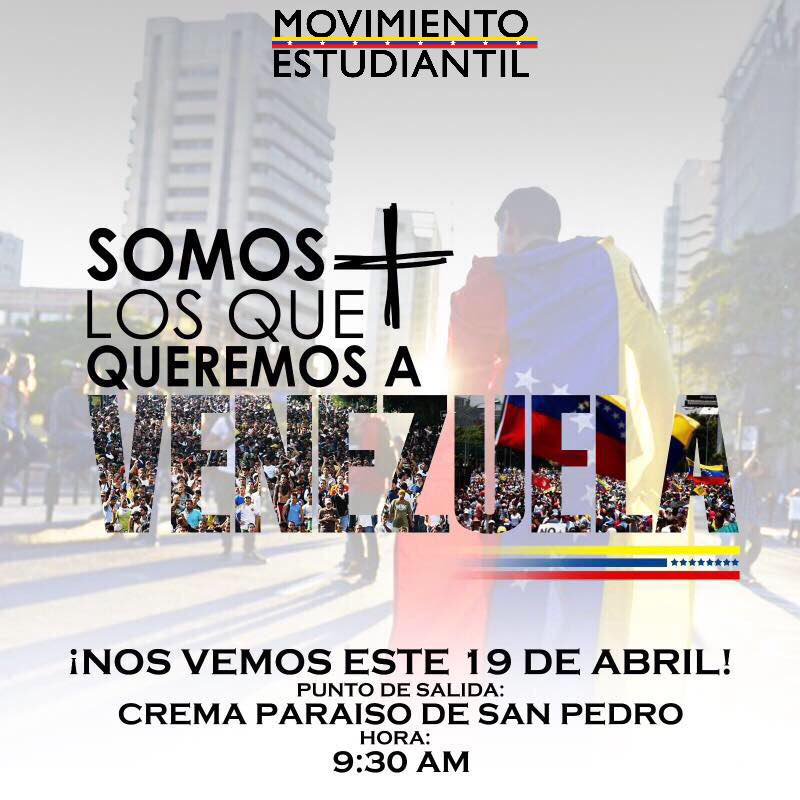 MOVIMIENTO
ESTUDIANTIL
SOMOS +
LOS QUE
QUEREMOS A
VENEZUELA
¡NOS VEMOS ESTE 19 DE ABRIL!
PUNTO DE SALIDA:
CREMA PARAISO DE SAN PEDRO
HORA:
9:30 AM